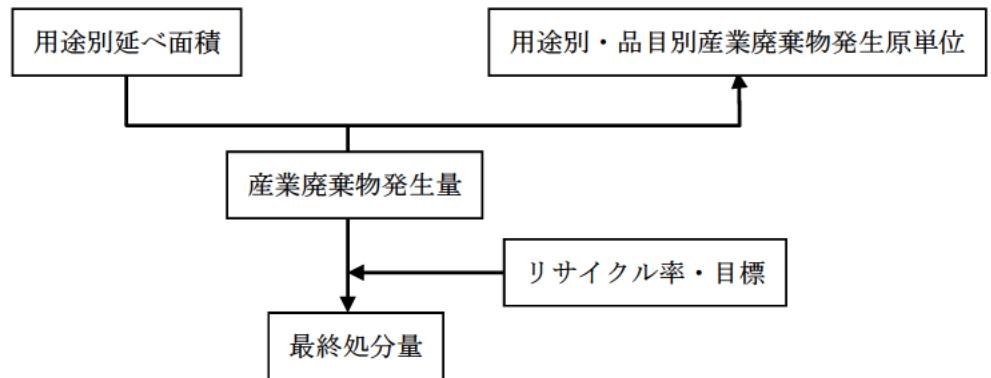 用途別延べ面積
用途別・品目別産業廃棄物発生原単位
産業廃棄物発生量
リサイクル率・目標
最終処分量